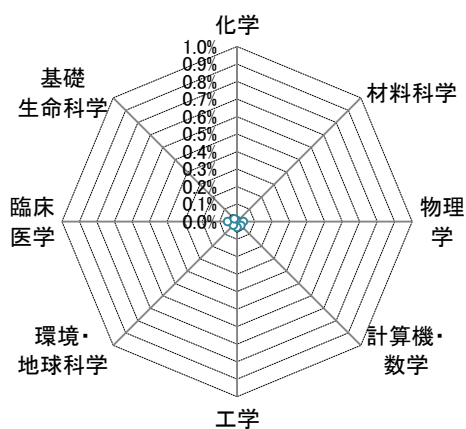 化学
1.0%
0.9%
0.8%
0.7%
0.6%
0.5%
0.4%
0.3%
0.2%
0.1%
0.0%
材料科学
物理
学
計算機・
数学
工学
環境・
地球科学
臨床
医学
基礎
生命科学